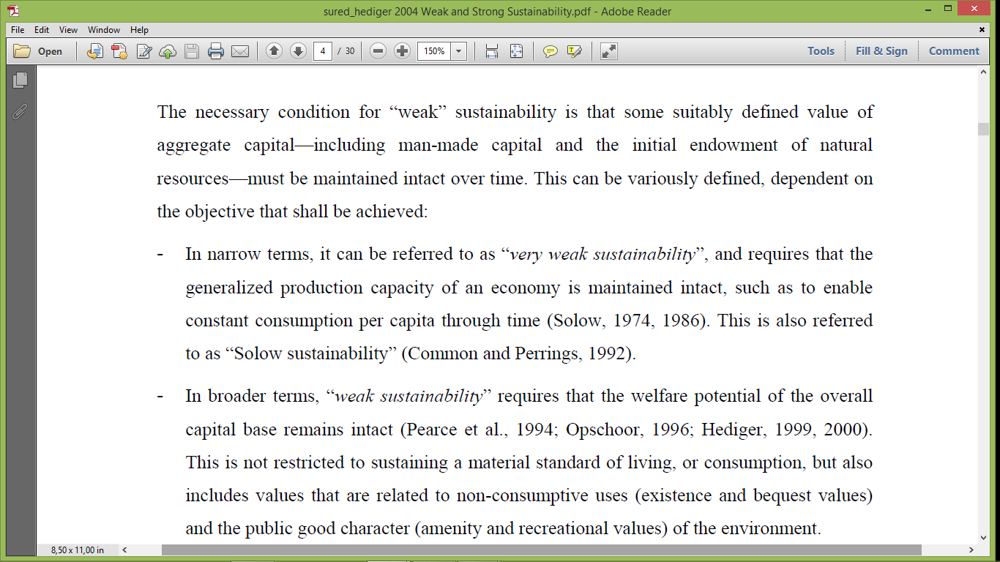 sured_hediger 2004 Weak and Strong Sustainability.pdf - Adobe Reader
File Edit View Window Help
Open 4 / 30 150% Tools Fill & Sign Comment
The necessary condition for “weak” sustainability is that some suitably defined value of
aggregate capital—including man-made capital and the initial endowment of natural
resources—must be maintained intact over time. This can be variously defined, dependent on
the objective that shall be achieved:
- In narrow terms, it can be referred to as “very weak sustainability”, and requires that the
generalized production capacity of an economy is maintained intact, such as to enable
constant consumption per capita through time (Solow, 1974, 1986). This is also referred
to as “Solow sustainability” (Common and Perrings, 1992).
- In broader terms, “weak sustainability” requires that the welfare potential of the overall
capital base remains intact (Pearce et al., 1994; Opschoor, 1996; Hediger, 1999, 2000).
This is not restricted to sustaining a material standard of living, or consumption, but also
includes values that are related to non-consumptive uses (existence and bequest values)
and the public good character (amenity and recreational values) of the environment.
8,50 x 11,00 in